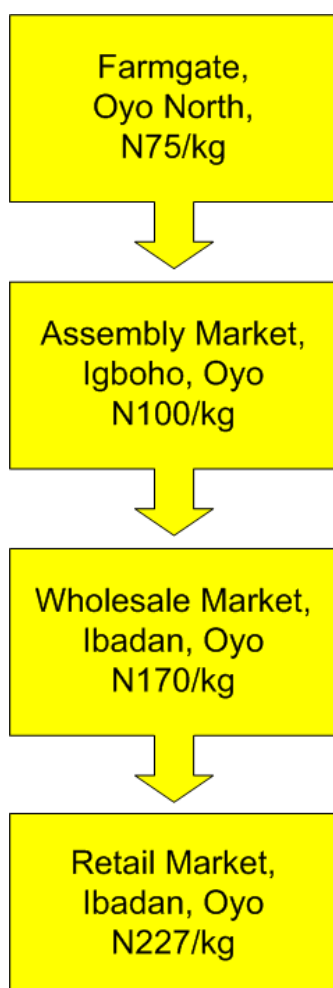 Farmgate,
Oyo North,
N75/kg
Assembly Market,
Igboho, Oyo
N100/kg
Wholesale Market,
Ibadan, Oyo
N170/kg
Retail Market,
Ibadan, Oyo
N227/kg